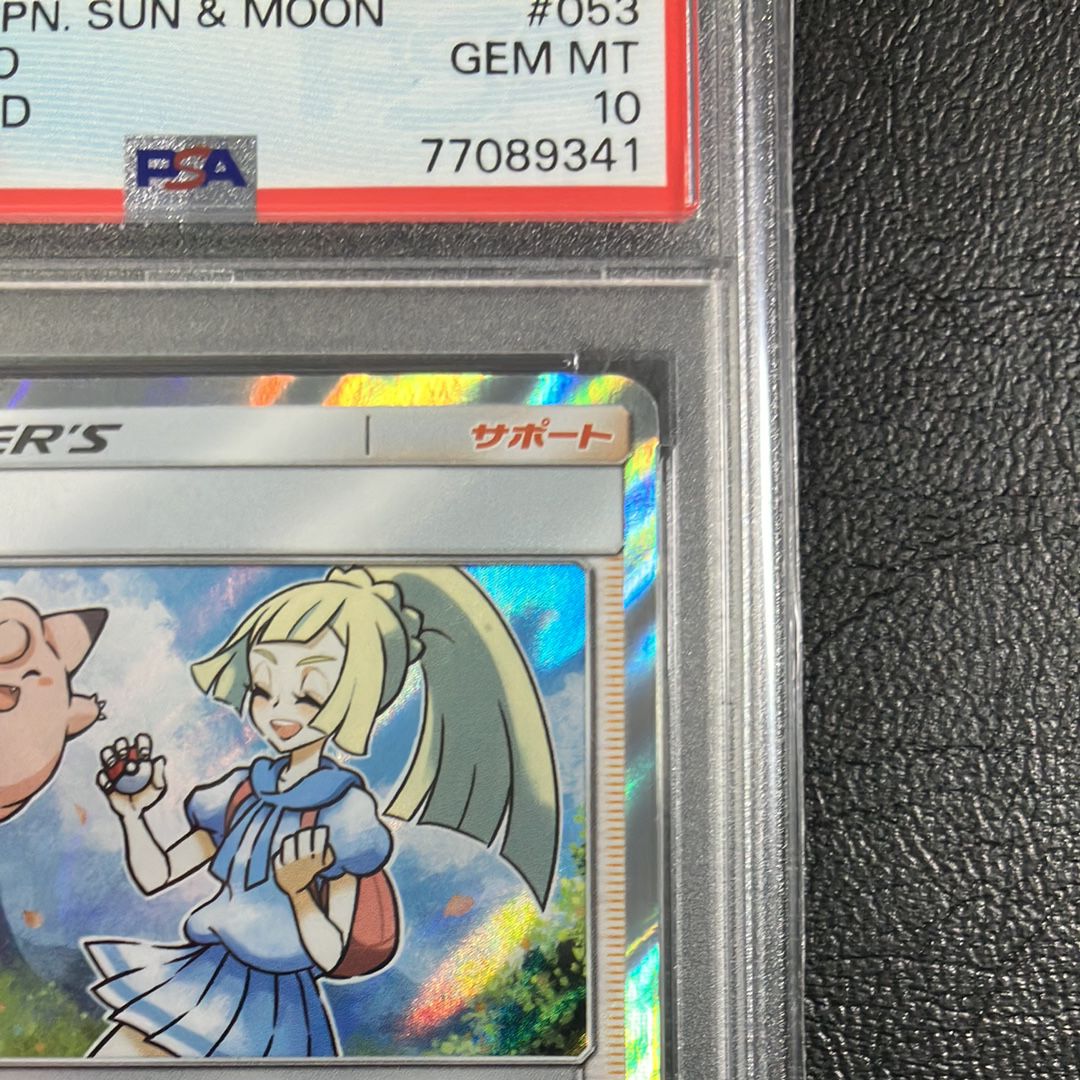 PN. SUN & MOON #053
O GEM MT
D 10
PSA 77089341
ER'S サポート